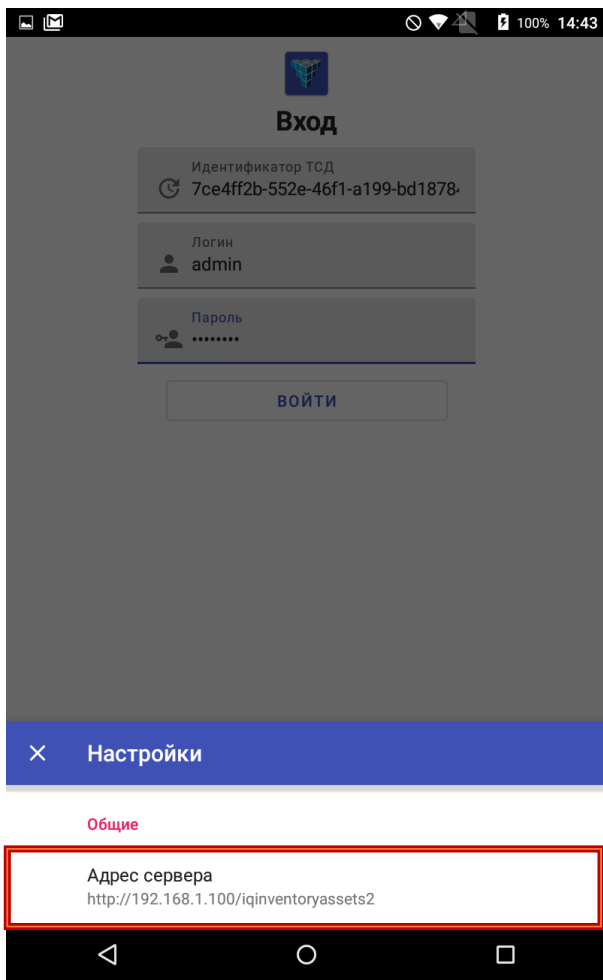 100% 14:43
Вход
Идентификатор ТСД
7ce4ff2b-552e-46f1-a199-bd1878
Логин
admin
Пароль
••••••••
ВОЙТИ
Настройки
Общие
Адрес сервера
http://192.168.1.100/iqinventoryassets2